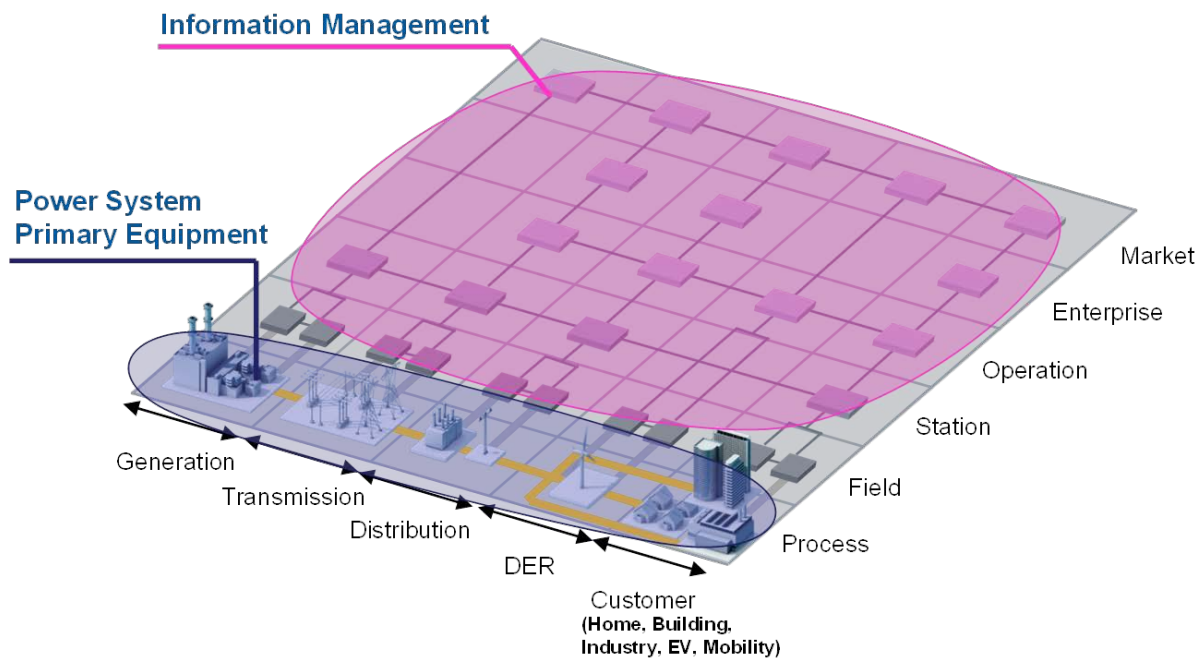 Information Management
Power System
Primary Equipment
Market
Enterprise
Operation
Station
Field
Process
Generation
Transmission
Distribution
DER
Customer
(Home, Building,
Industry, EV, Mobility)